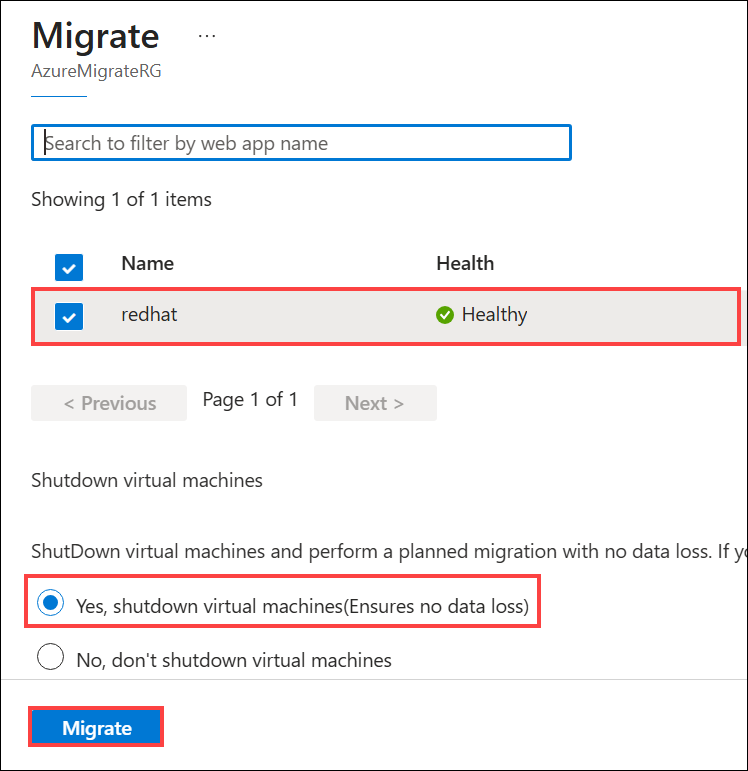 Migrate ...
AzureMigrateRG
Search to filter by web app name
Showing 1 of 1 items
Name Health
redhat Healthy
< Previous Page 1 of 1 Next >
Shutdown virtual machines
ShutDown virtual machines and perform a planned migration with no data loss. If
Yes, shutdown virtual machines(Ensures no data loss)
No, don't shutdown virtual machines
Migrate